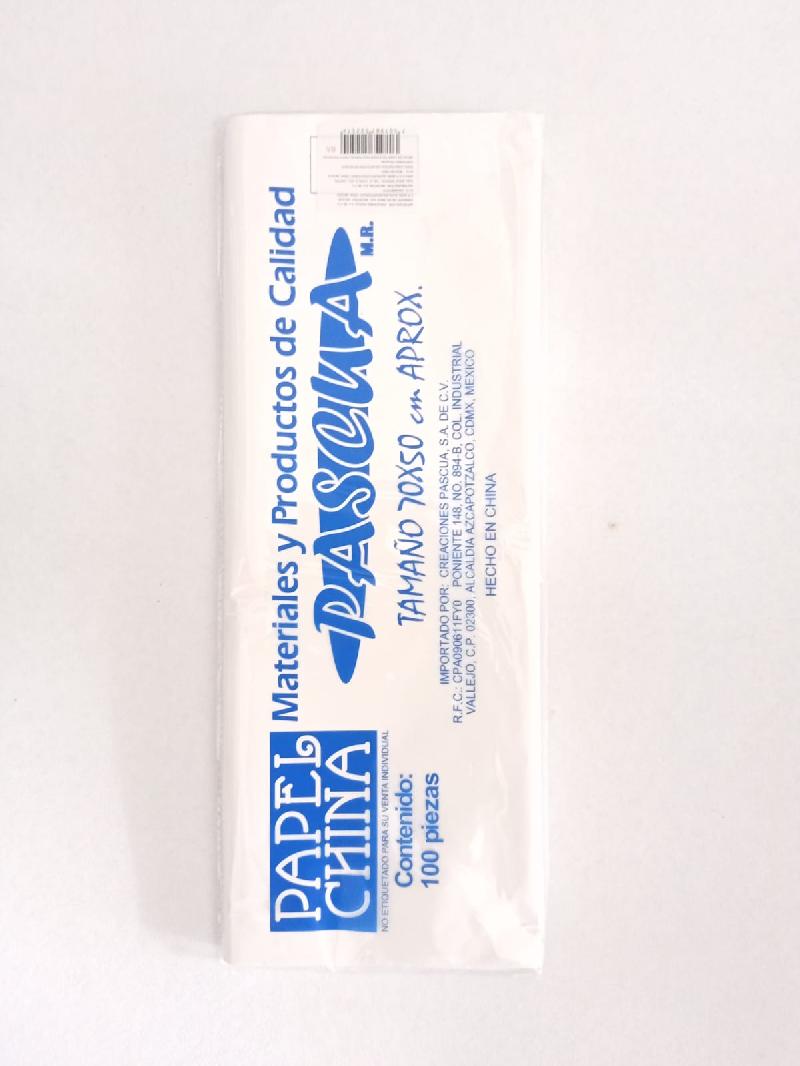 PAPEL
CHINA
NO ETIQUETADO PARA SU VENTA INDIVIDUAL
Contenido:
100 piezas
Materiales y Productos de Calidad
PASCUA
M.R.
TAMAÑO 70X50 cm APROX.
IMPORTADO POR: CREACIONES PASCUA, S.A. DE C.V.
R.F.C.: CPA090611FY0 PONIENTE 148, NO. 894-B, COL. INDUSTRIAL
VALLEJO, C.P. 02300, ALCALDIA AZCAPOTZALCO, CDMX, MEXICO
HECHO EN CHINA